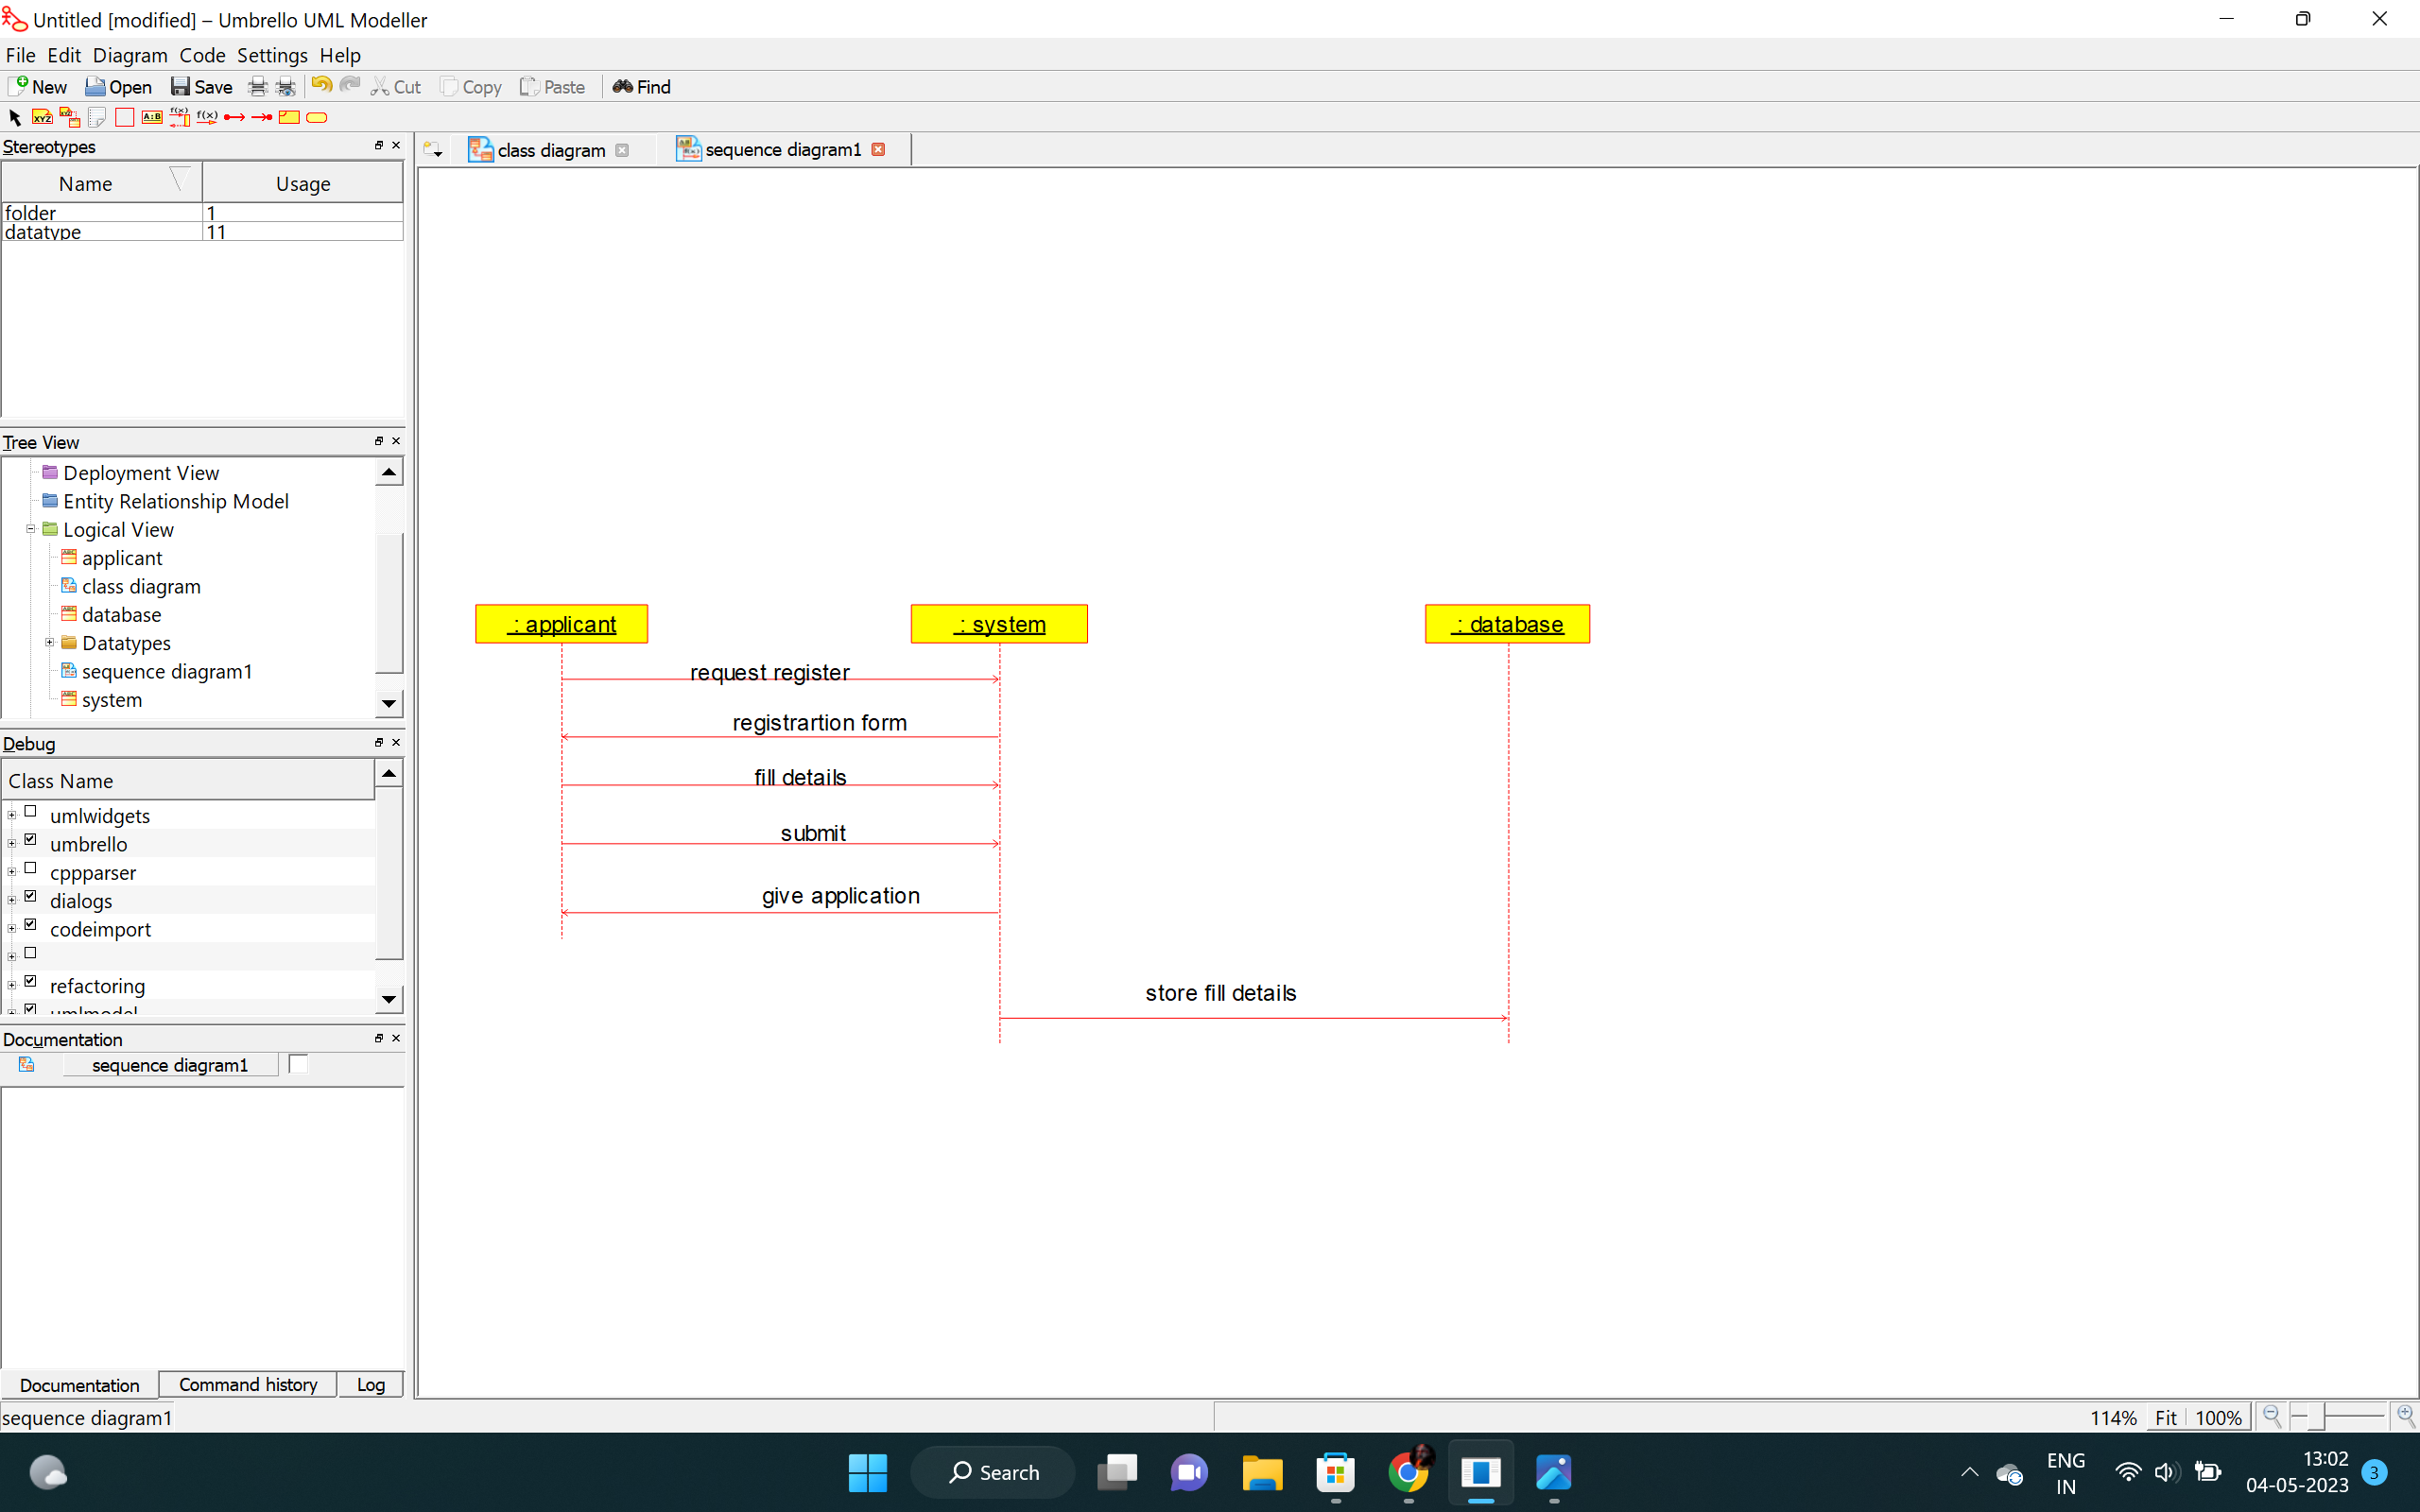 Untitled [modified] – Umbrello UML Modeller
File Edit Diagram Code Settings Help
New Open Save Cut Copy Paste Find
Stereotypes
class diagram sequence diagram1
Name Usage
folder 1
datatype 11
Tree View
Deployment View
Entity Relationship Model
Logical View
applicant
class diagram
database
Datatypes
sequence diagram1
system
: applicant : system : database
request register
registrartion form
fill details
submit
give application
store fill details
Debug
Class Name
umlwidgets
umbrello
cppparser
dialogs
codeimport
refactoring
umlmodel
Documentation
sequence diagram1
Documentation Command history Log
sequence diagram1 114% Fit 100%
Search
ENG
IN
13:02
04-05-2023
3